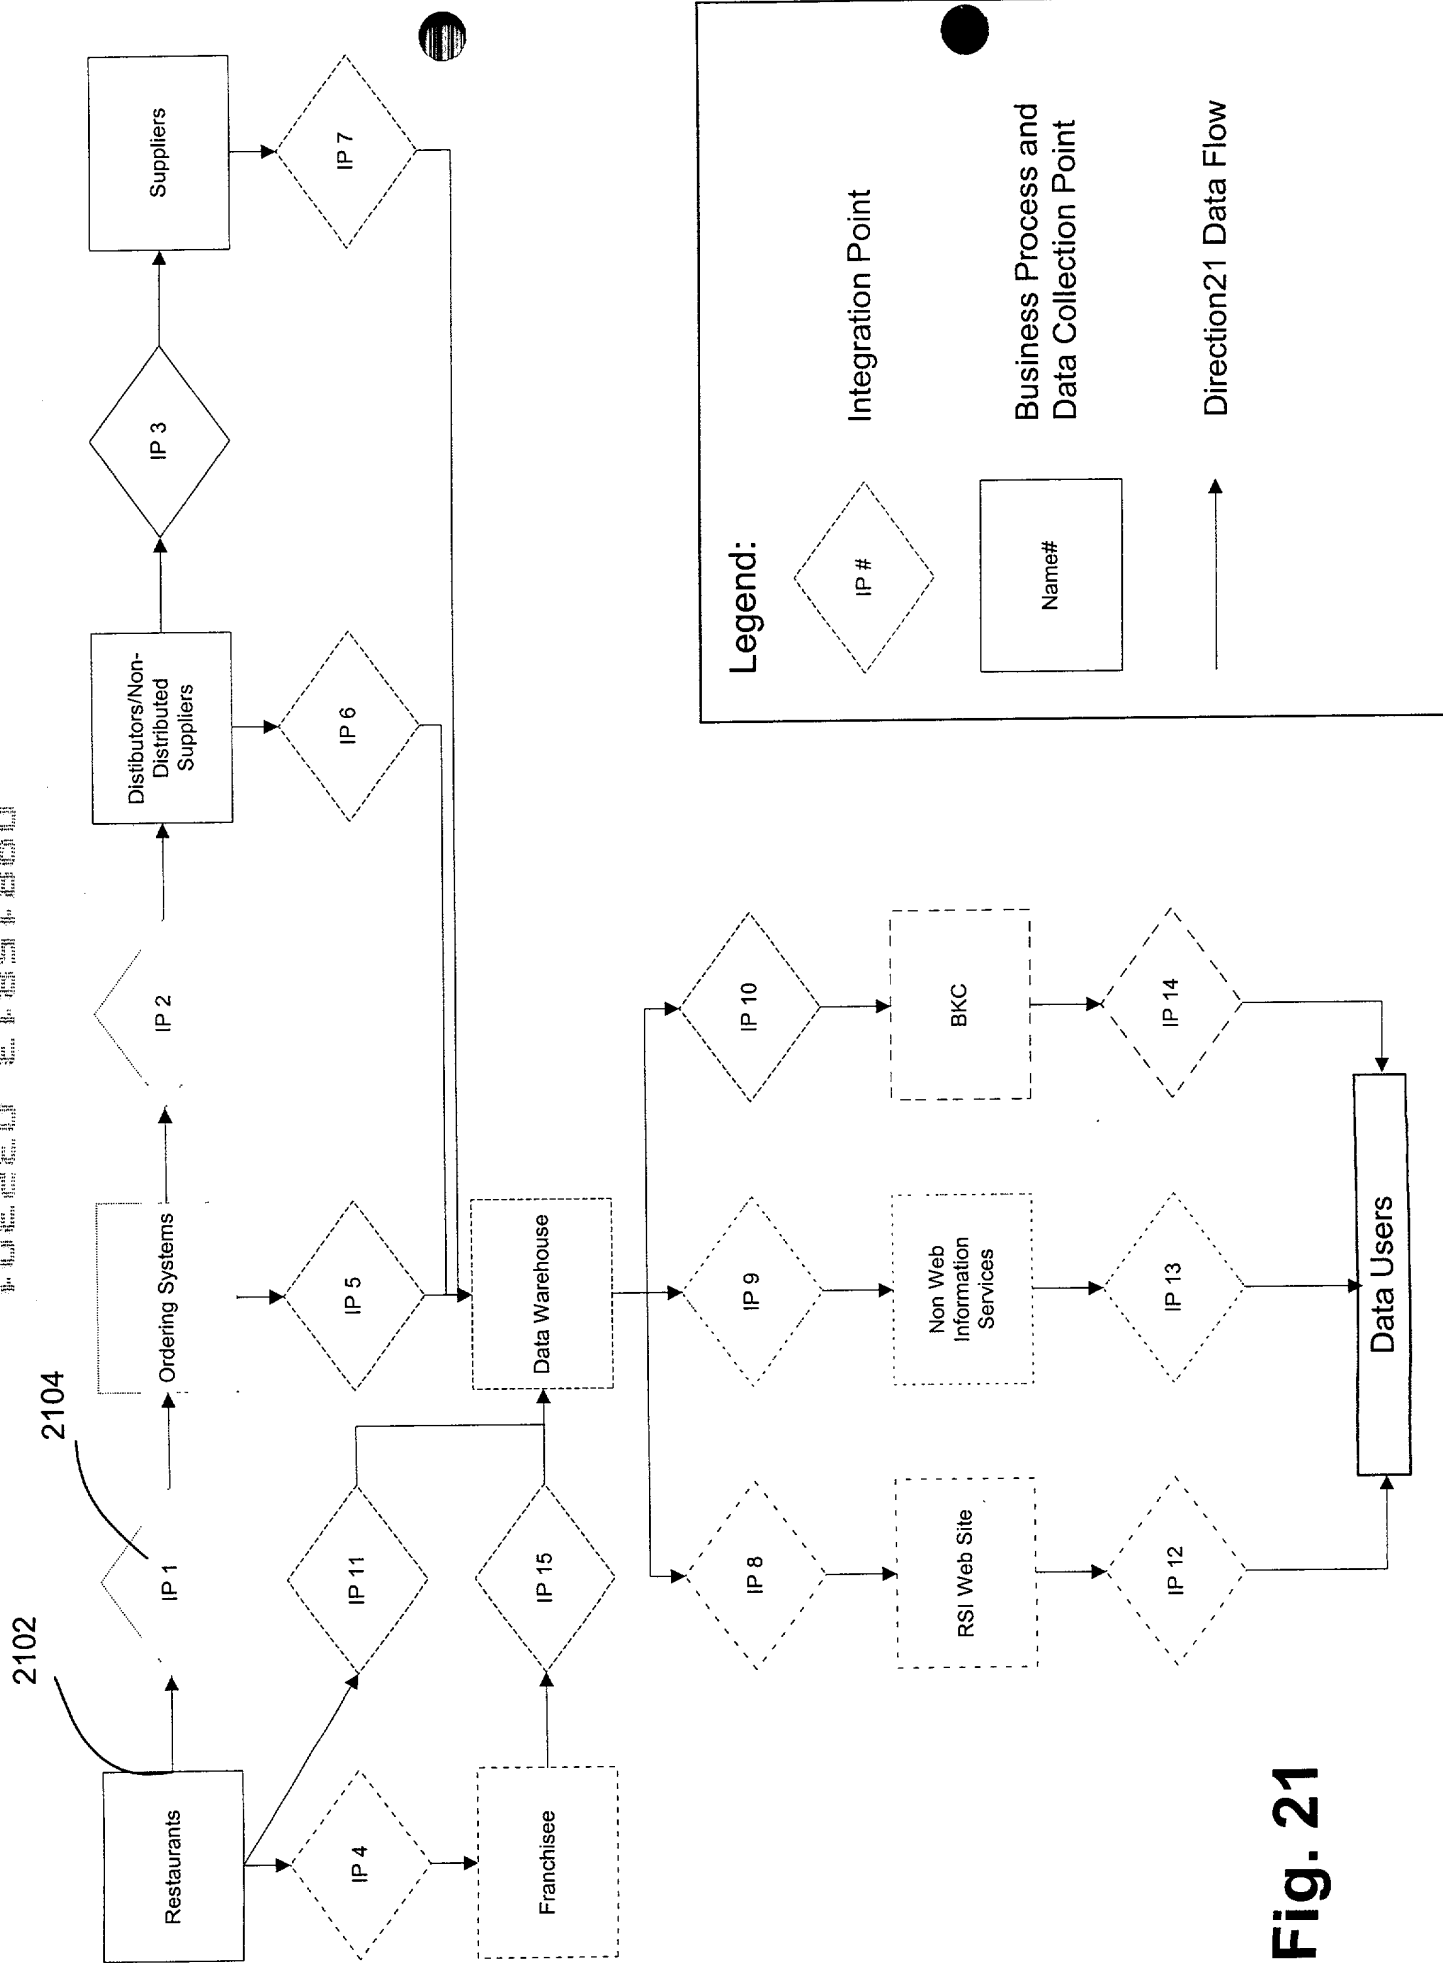 2102
2104
Restaurants
IP 1
Ordering Systems
IP 2
Distibutors/Non-
Distributed
Suppliers
IP 3
Suppliers
IP 4
IP 11
IP 5
IP 6
IP 7
Franchisee
IP 15
Data Warehouse
IP 8
IP 9
IP 10
RSI Web Site
Non Web
Information
Services
BKC
IP 12
IP 13
IP 14
Data Users
Legend:
IP #
Integration Point
Name#
Business Process and
Data Collection Point
Direction21 Data Flow
Fig. 21